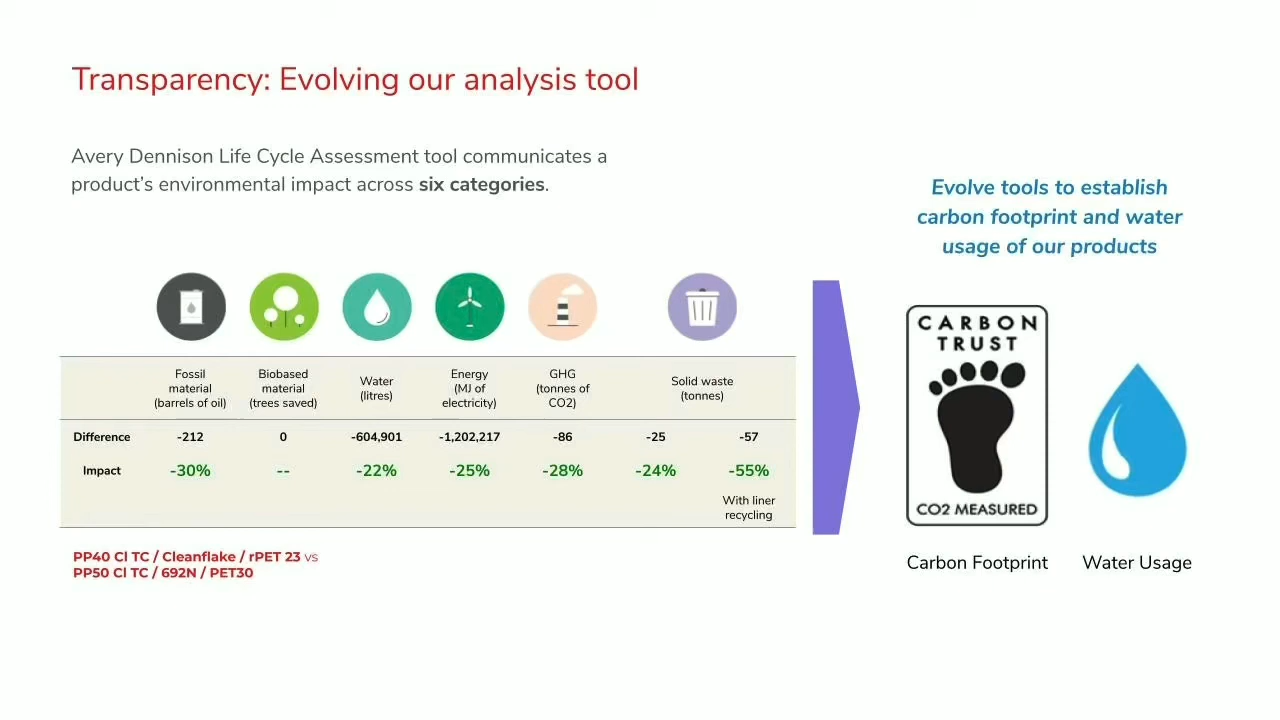 Transparency: Evolving our analysis tool
Avery Dennison Life Cycle Assessment tool communicates a
product's environmental impact across six categories.
Evolve tools to establish
carbon footprint and water
usage of our products
Fossil
material
(barrels of oil)
Biobased
material
(trees saved)
Water
(litres)
Energy
(MJ of
electricity)
GHG
(tonnes of
CO2)
Solid waste
(tonnes)
Difference -212 0 -604,901 -1,202,217 -86 -25 -57
Impact -30% -- -22% -25% -28% -24% -55%
With liner
recycling
PP40 Cl TC / Cleanflake / rPET 23 vs
PP50 Cl TC / 692N / PET30
CARBON
TRUST
CO2 MEASURED
Carbon Footprint
Water Usage